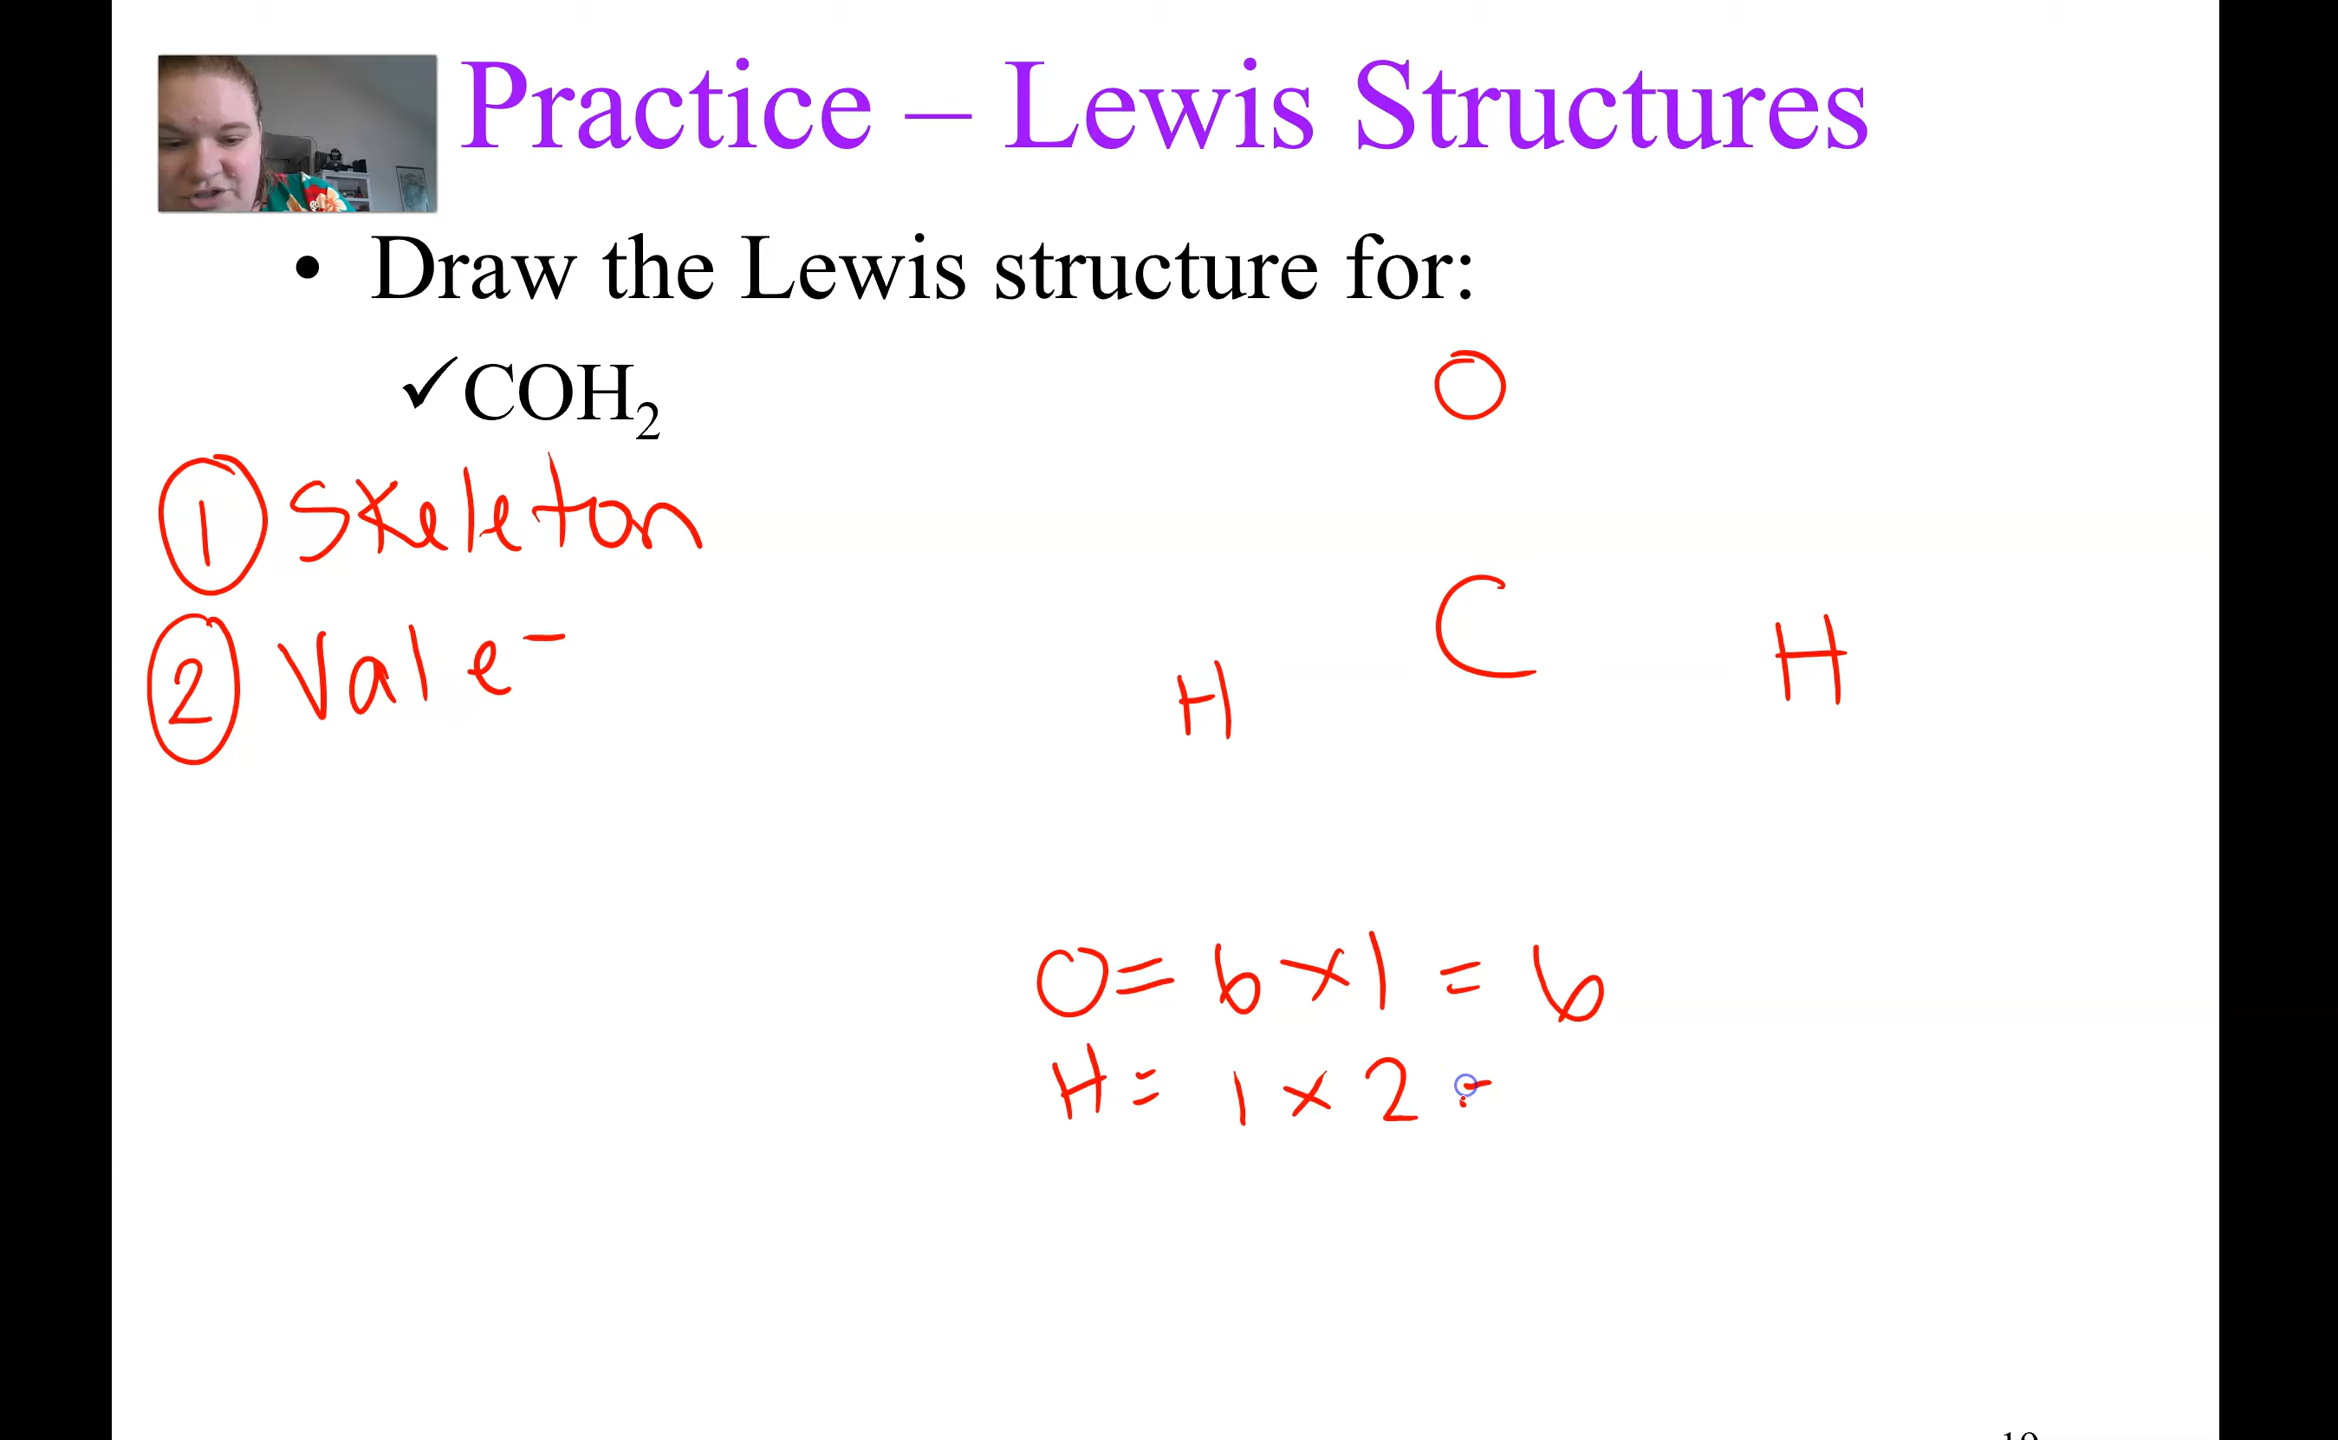 Practice – Lewis Structures
• Draw the Lewis structure for:
✓COH₂
① Skeleton
② Val e⁻
O
C
H
H
O = 6 × 1 = 6
H = 1 × 2 =